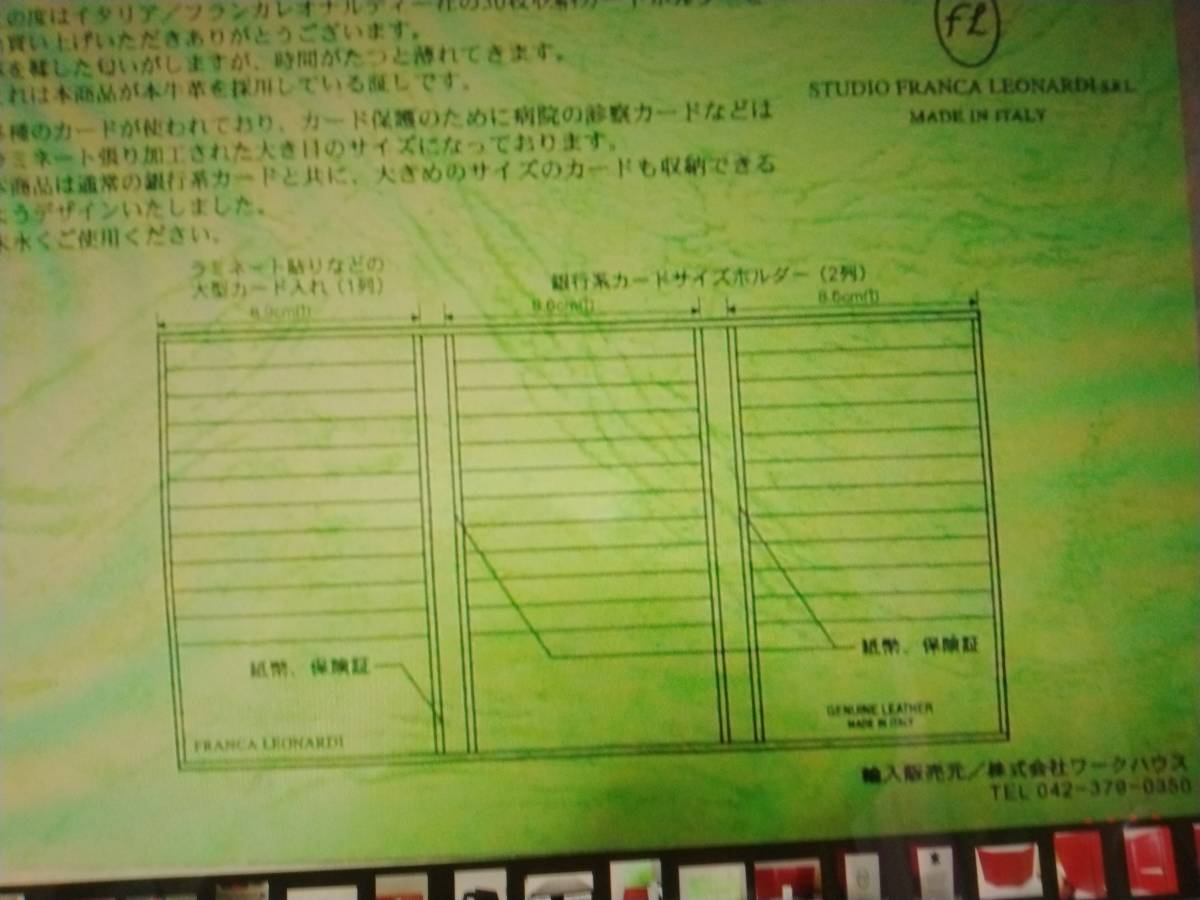 の度はイタリア／フランカレオナルディー社の30枚収納カードホルダーを
買い上げいただきありがとうございます。
を鞣した匂いがしますが、時間がたつと薄れてきます。
れは本商品が本牛革を採用している証しです。
種のカードが使われており、カード保護のために病院の診察カードなどは
ラミネート張り加工された大き目のサイズになっております。
本商品は通常の銀行系カードと共に、大きめのサイズのカードも収納できる
ようデザインいたしました。
末永くご使用ください。
fl
STUDIO FRANCA LEONARDI S.R.L
MADE IN ITALY
ラミネート貼りなどの
大型カード入れ（1列）
銀行系カードサイズホルダー（2列）
紙幣、保険証
紙幣、保険証
FRANCA LEONARDI
GENUINE LEATHER
MADE IN ITALY
輸入販売元／株式会社ワークハウス
TEL 042-379-0350